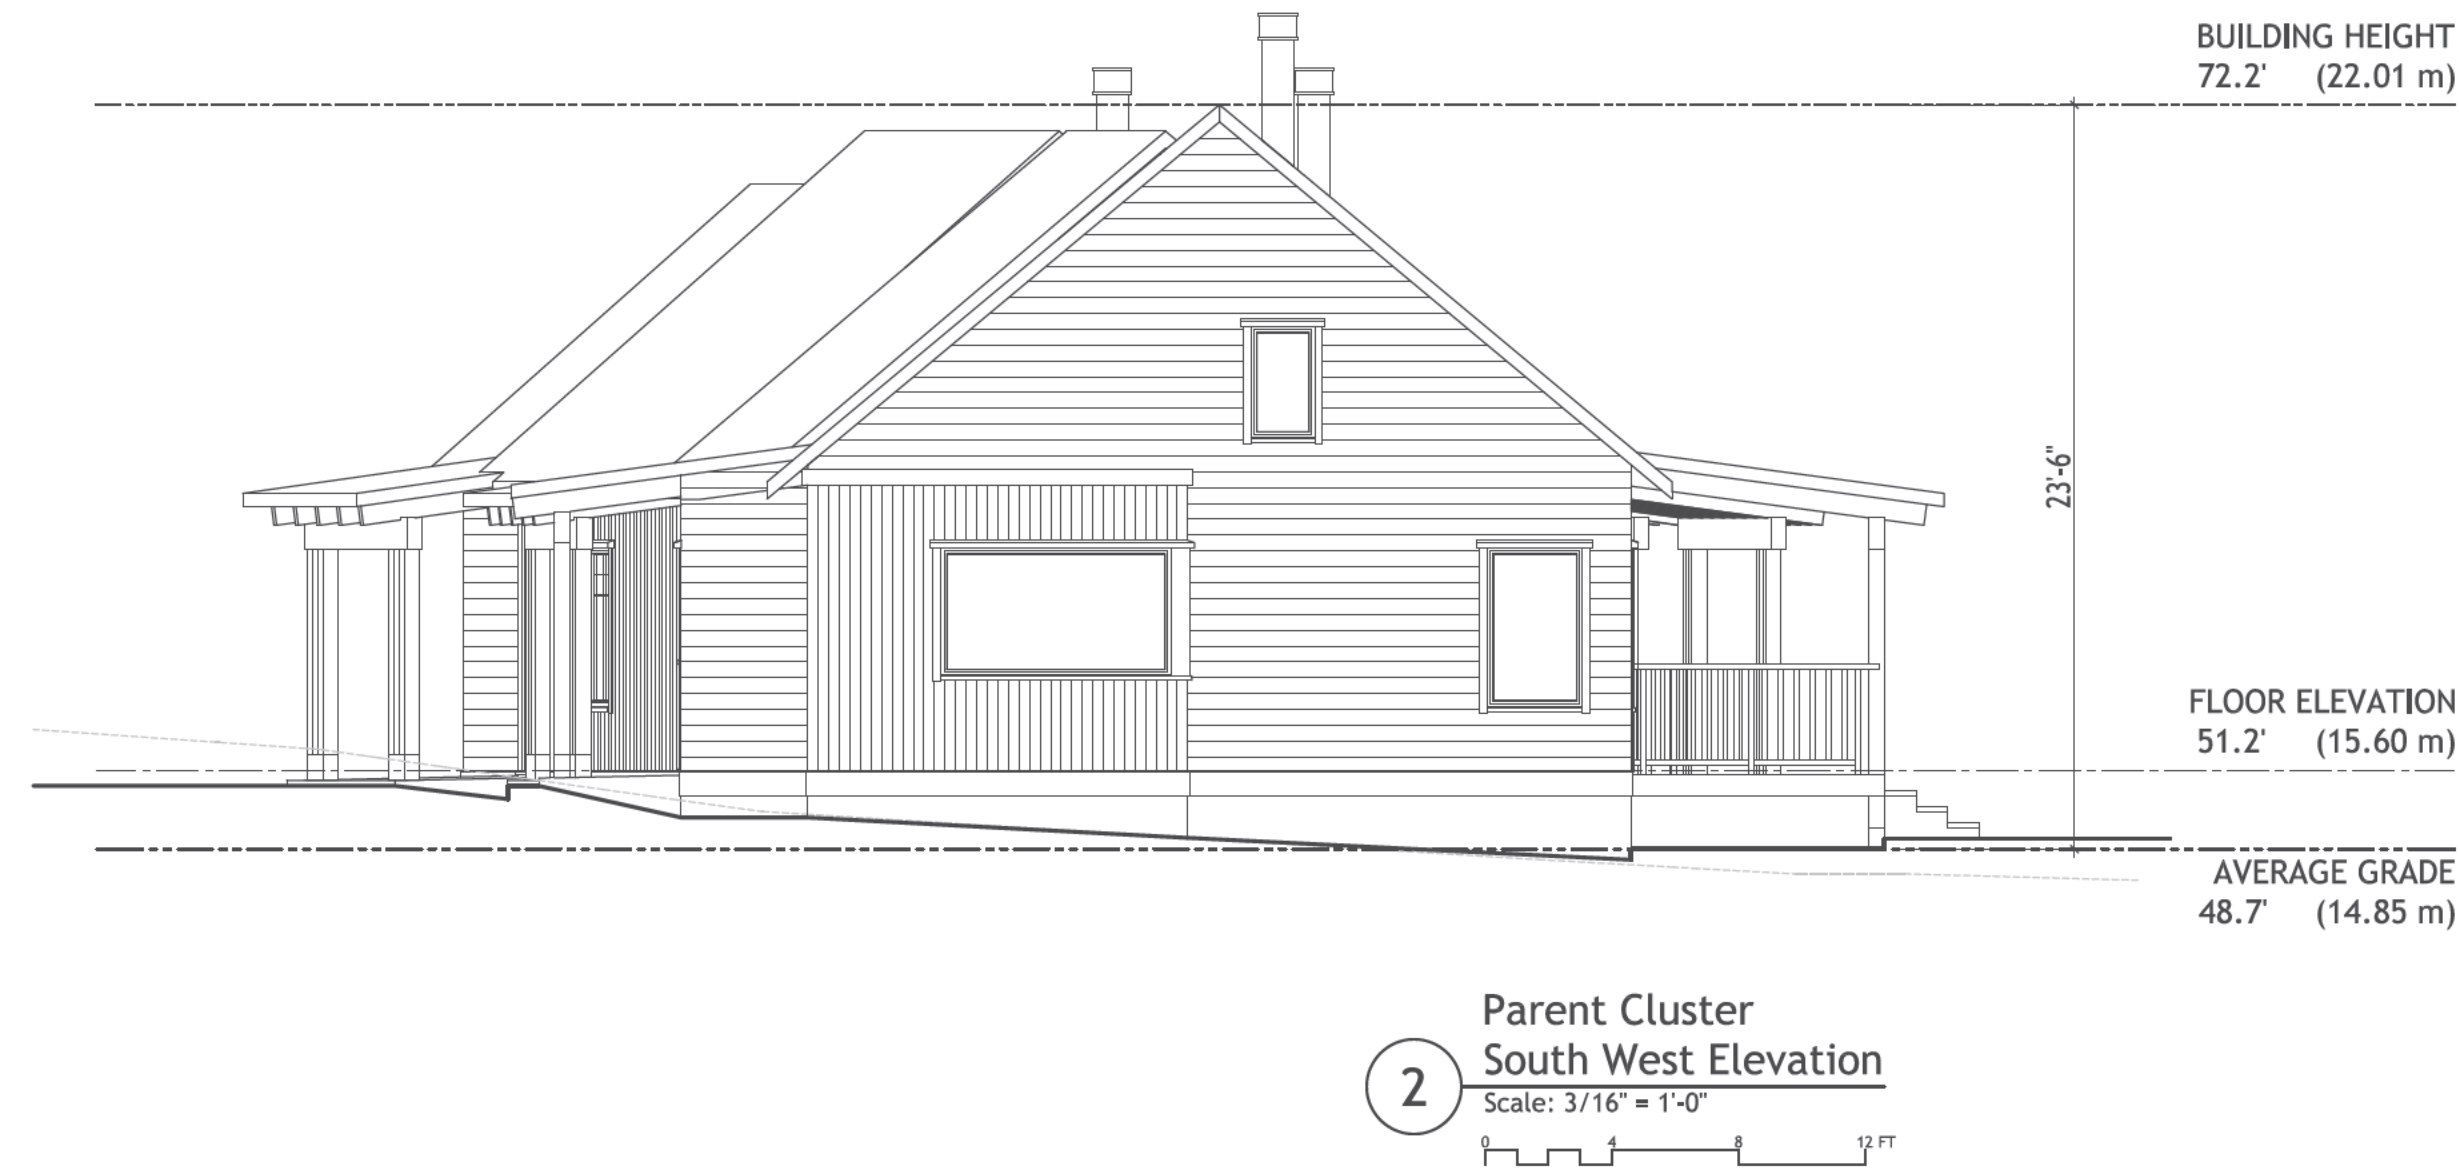 BUILDING HEIGHT
72.2' (22.01 m)
23'-6"
FLOOR ELEVATION
51.2' (15.60 m)
AVERAGE GRADE
48.7' (14.85 m)
Parent Cluster
2 South West Elevation
Scale: 3/16" = 1'-0"
0 4 8 12 FT